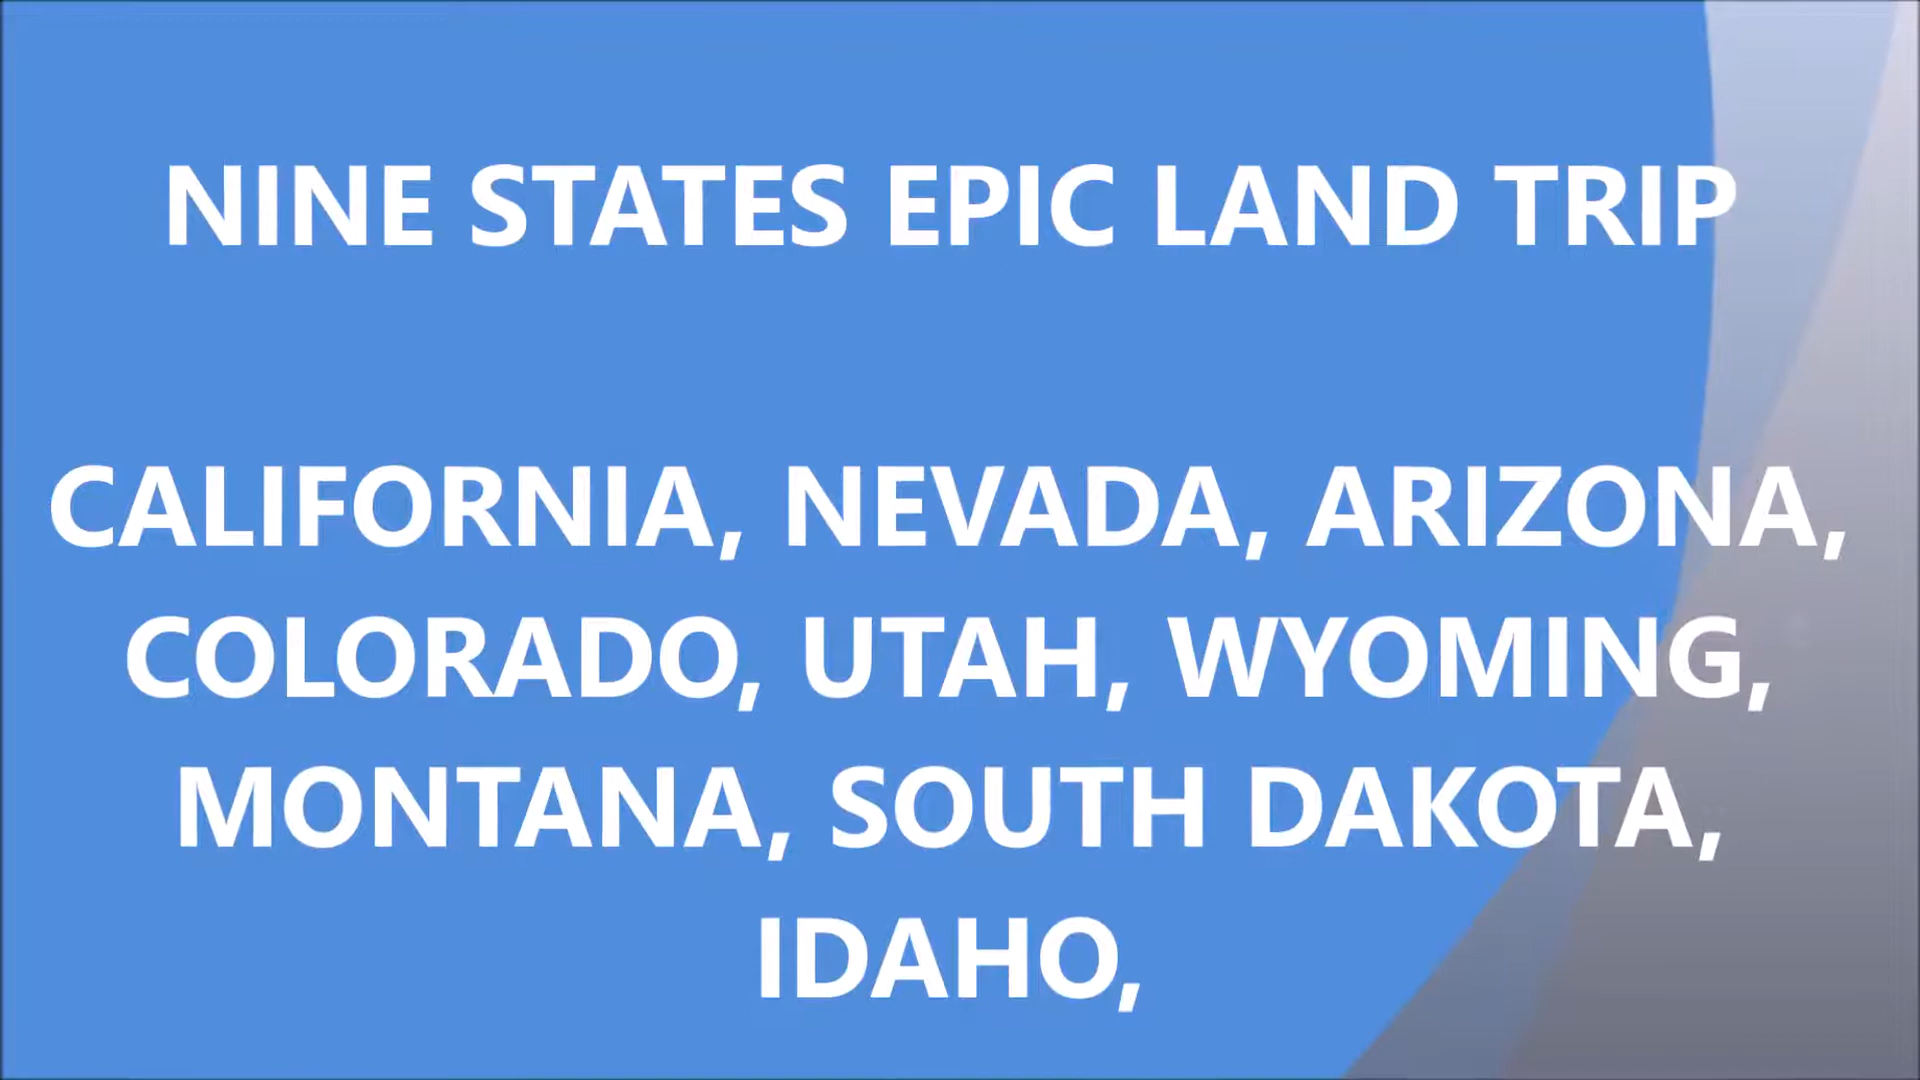 NINE STATES EPIC LAND TRIP
CALIFORNIA, NEVADA, ARIZONA,
COLORADO, UTAH, WYOMING,
MONTANA, SOUTH DAKOTA,
IDAHO,